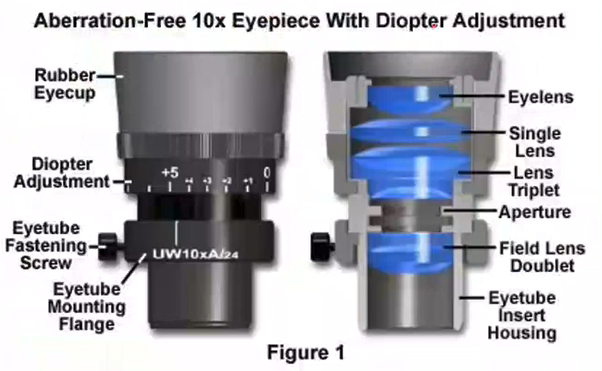 Aberration-Free 10x Eyepiece With Diopter Adjustment
Rubber
Eyecup
Diopter
Adjustment
+5 +4 +3 +2 +1 0
Eyetube
Fastening
Screw
UW10xA/24
Eyetube
Mounting
Flange
Eyelens
Single
Lens
Lens
Triplet
Aperture
Field Lens
Doublet
Eyetube
Insert
Housing
Figure 1